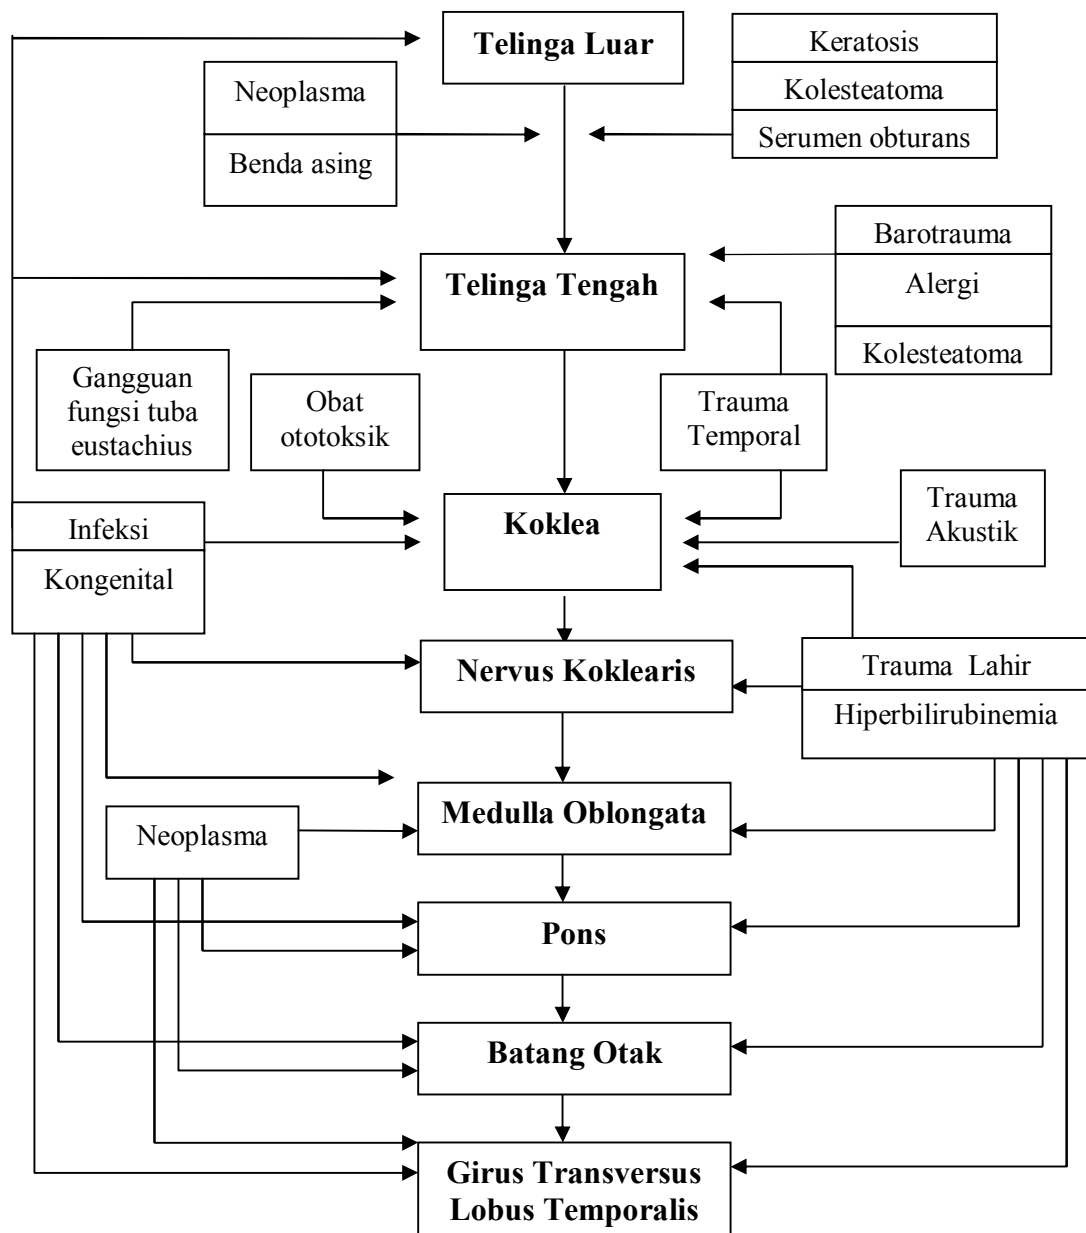 Telinga Luar
Keratosis
Kolesteatoma
Serumen obturans
Neoplasma
Benda asing
Telinga Tengah
Barotrauma
Alergi
Kolesteatoma
Gangguan
fungsi tuba
eustachius
Obat
ototoksik
Trauma
Temporal
Koklea
Trauma
Akustik
Infeksi
Kongenital
Nervus Koklearis
Trauma Lahir
Hiperbilirubinemia
Medulla Oblongata
Neoplasma
Pons
Batang Otak
Girus Transversus
Lobus Temporalis